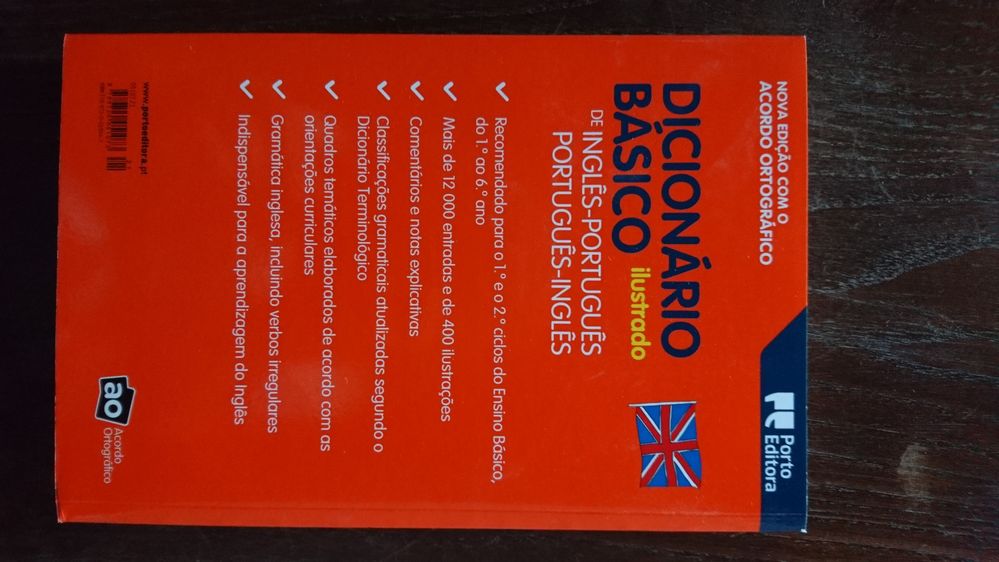 NOVA EDIÇÃO COM O
ACORDO ORTOGRÁFICO
Porto
Editora
DICIONÁRIO
BÁSICO ilustrado
DE INGLÊS-PORTUGUÊS
PORTUGUÊS-INGLÊS
Recomendado para o 1.º e o 2.º ciclos do Ensino Básico,
do 1.º ao 6.º ano
Mais de 12 000 entradas e de 400 ilustrações
Comentários e notas explicativas
Classificações gramaticais atualizadas segundo o
Dicionário Terminológico
Quadros temáticos elaborados de acordo com as
orientações curriculares
Gramática inglesa, incluindo verbos irregulares
Indispensável para a aprendizagem do Inglês
www.portoeditora.pt
ao
Acordo
Ortográfico